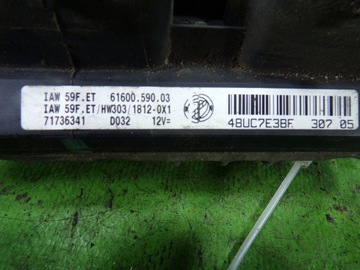 IAW 59F.ET 61600.590.03
IAW 59F.ET/HW303/1812-0X1
71736341 D032 12V=
4BUC7E3BF 307 05